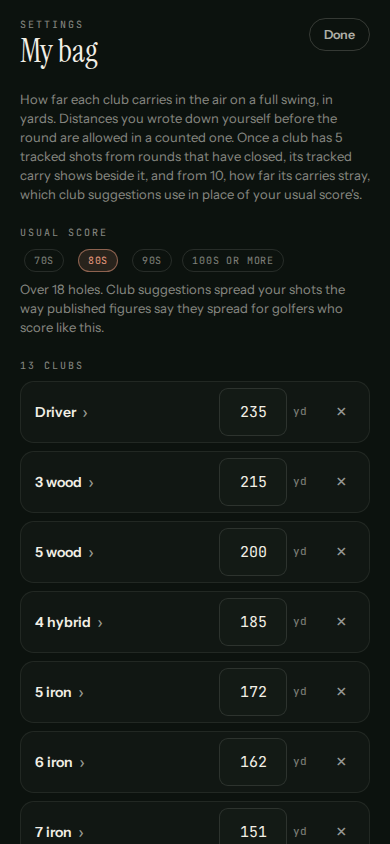 SETTINGS
My bag
Done
How far each club carries in the air on a full swing, in
yards. Distances you wrote down yourself before the
round are allowed in a counted one. Once a club has 5
tracked shots from rounds that have closed, its tracked
carry shows beside it, and from 10, how far its carries stray,
which club suggestions use in place of your usual score's.
USUAL SCORE
70S 80S 90S 100S OR MORE
Over 18 holes. Club suggestions spread your shots the
way published figures say they spread for golfers who
score like this.
13 CLUBS
Driver › 235 yd ×
3 wood › 215 yd ×
5 wood › 200 yd ×
4 hybrid › 185 yd ×
5 iron › 172 yd ×
6 iron › 162 yd ×
7 iron › 151 yd ×